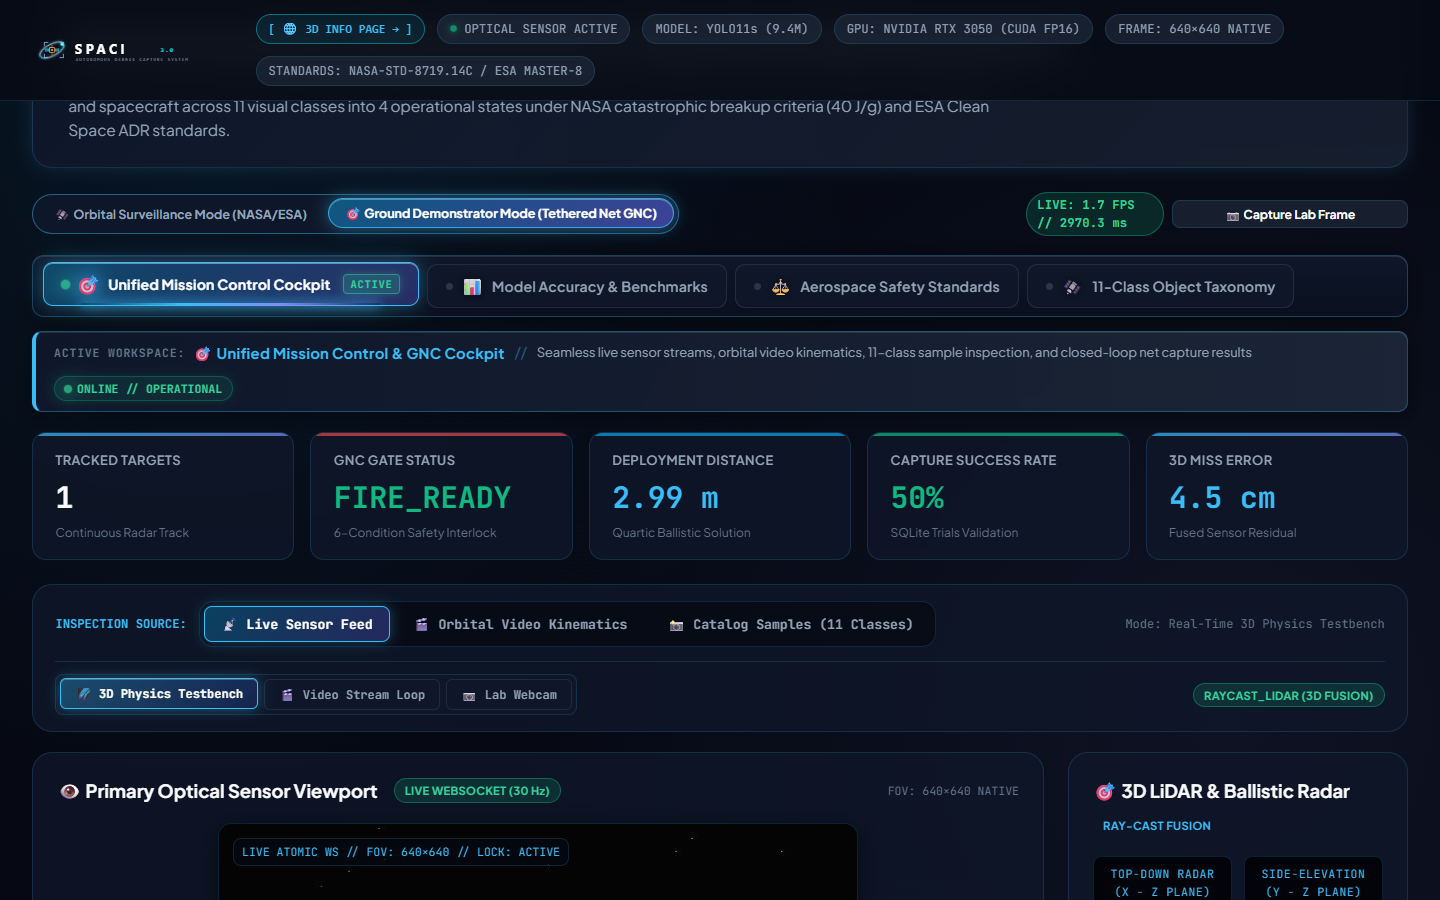 [ 3D INFO PAGE → ]
OPTICAL SENSOR ACTIVE
MODEL: YOLO11s (9.4M)
GPU: NVIDIA RTX 3050 (CUDA FP16)
FRAME: 640×640 NATIVE
SPACI 3.0
AUTONOMOUS DEBRIS CAPTURE SYSTEM
STANDARDS: NASA-STD-8719.14C / ESA MASTER-8
and spacecraft across 11 visual classes into 4 operational states under NASA catastrophic breakup criteria (40 J/g) and ESA Clean
Space ADR standards.
Orbital Surveillance Mode (NASA/ESA)
Ground Demonstrator Mode (Tethered Net GNC)
LIVE: 1.7 FPS
// 2970.3 ms
Capture Lab Frame
Unified Mission Control Cockpit ACTIVE
Model Accuracy & Benchmarks
Aerospace Safety Standards
11-Class Object Taxonomy
ACTIVE WORKSPACE: Unified Mission Control & GNC Cockpit // Seamless live sensor streams, orbital video kinematics, 11-class sample inspection, and closed-loop net capture results
ONLINE // OPERATIONAL
TRACKED TARGETS
1
Continuous Radar Track
GNC GATE STATUS
FIRE_READY
6-Condition Safety Interlock
DEPLOYMENT DISTANCE
2.99 m
Quartic Ballistic Solution
CAPTURE SUCCESS RATE
50%
SQLite Trials Validation
3D MISS ERROR
4.5 cm
Fused Sensor Residual
INSPECTION SOURCE:
Live Sensor Feed
Orbital Video Kinematics
Catalog Samples (11 Classes)
Mode: Real-Time 3D Physics Testbench
3D Physics Testbench
Video Stream Loop
Lab Webcam
RAYCAST_LIDAR (3D FUSION)
Primary Optical Sensor Viewport
LIVE WEBSOCKET (30 Hz)
FOV: 640×640 NATIVE
LIVE ATOMIC WS // FOV: 640×640 // LOCK: ACTIVE
3D LiDAR & Ballistic Radar
RAY-CAST FUSION
TOP-DOWN RADAR
(X - Z PLANE)
SIDE-ELEVATION
(Y - Z PLANE)